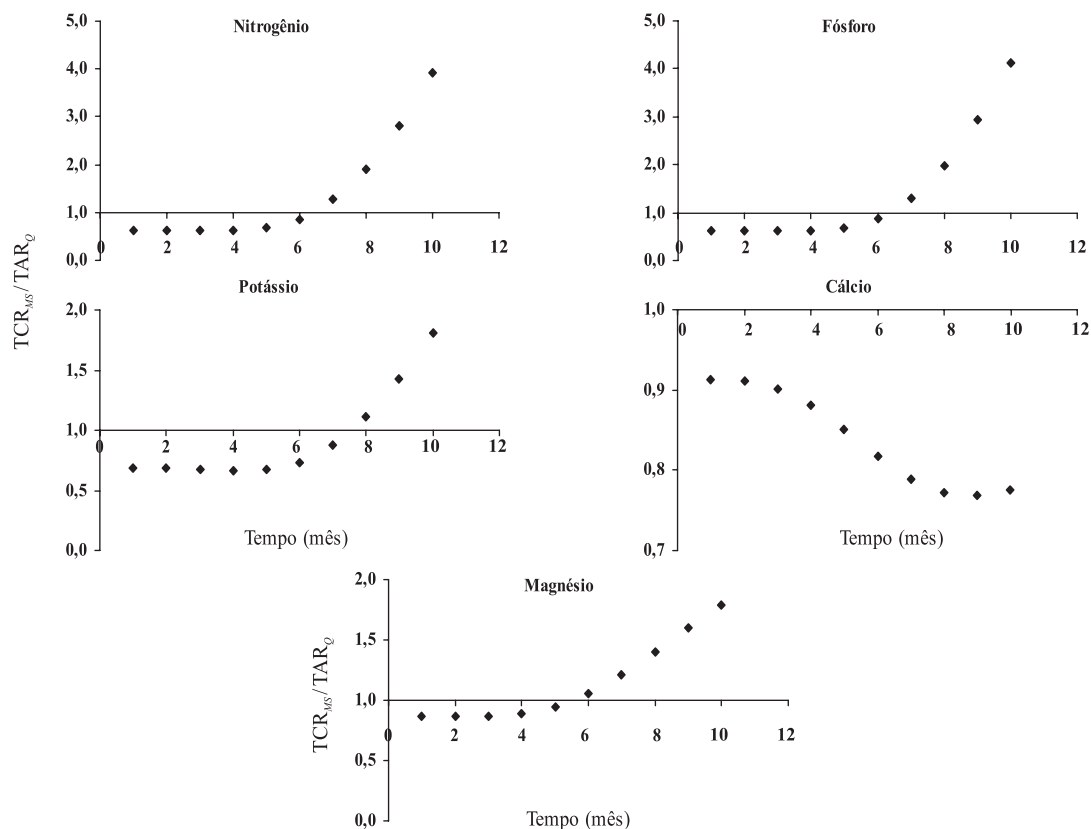 Nitrogênio
5,0
4,0
3,0
2,0
1,0
0,0
0 2 4 6 8 10 12
Fósforo
5,0
4,0
3,0
2,0
1,0
0,0
0 2 4 6 8 10 12
TCR_MS/TAR_Q
Potássio
2,0
1,5
1,0
0,5
0,0
0 2 4 6 8 10 12
Tempo (mês)
Cálcio
1,0
0,9
0,8
0,7
0 2 4 6 8 10 12
Tempo (mês)
Magnésio
TCR_MS/TAR_Q
2,0
1,5
1,0
0,5
0,0
0 2 4 6 8 10 12
Tempo (mês)